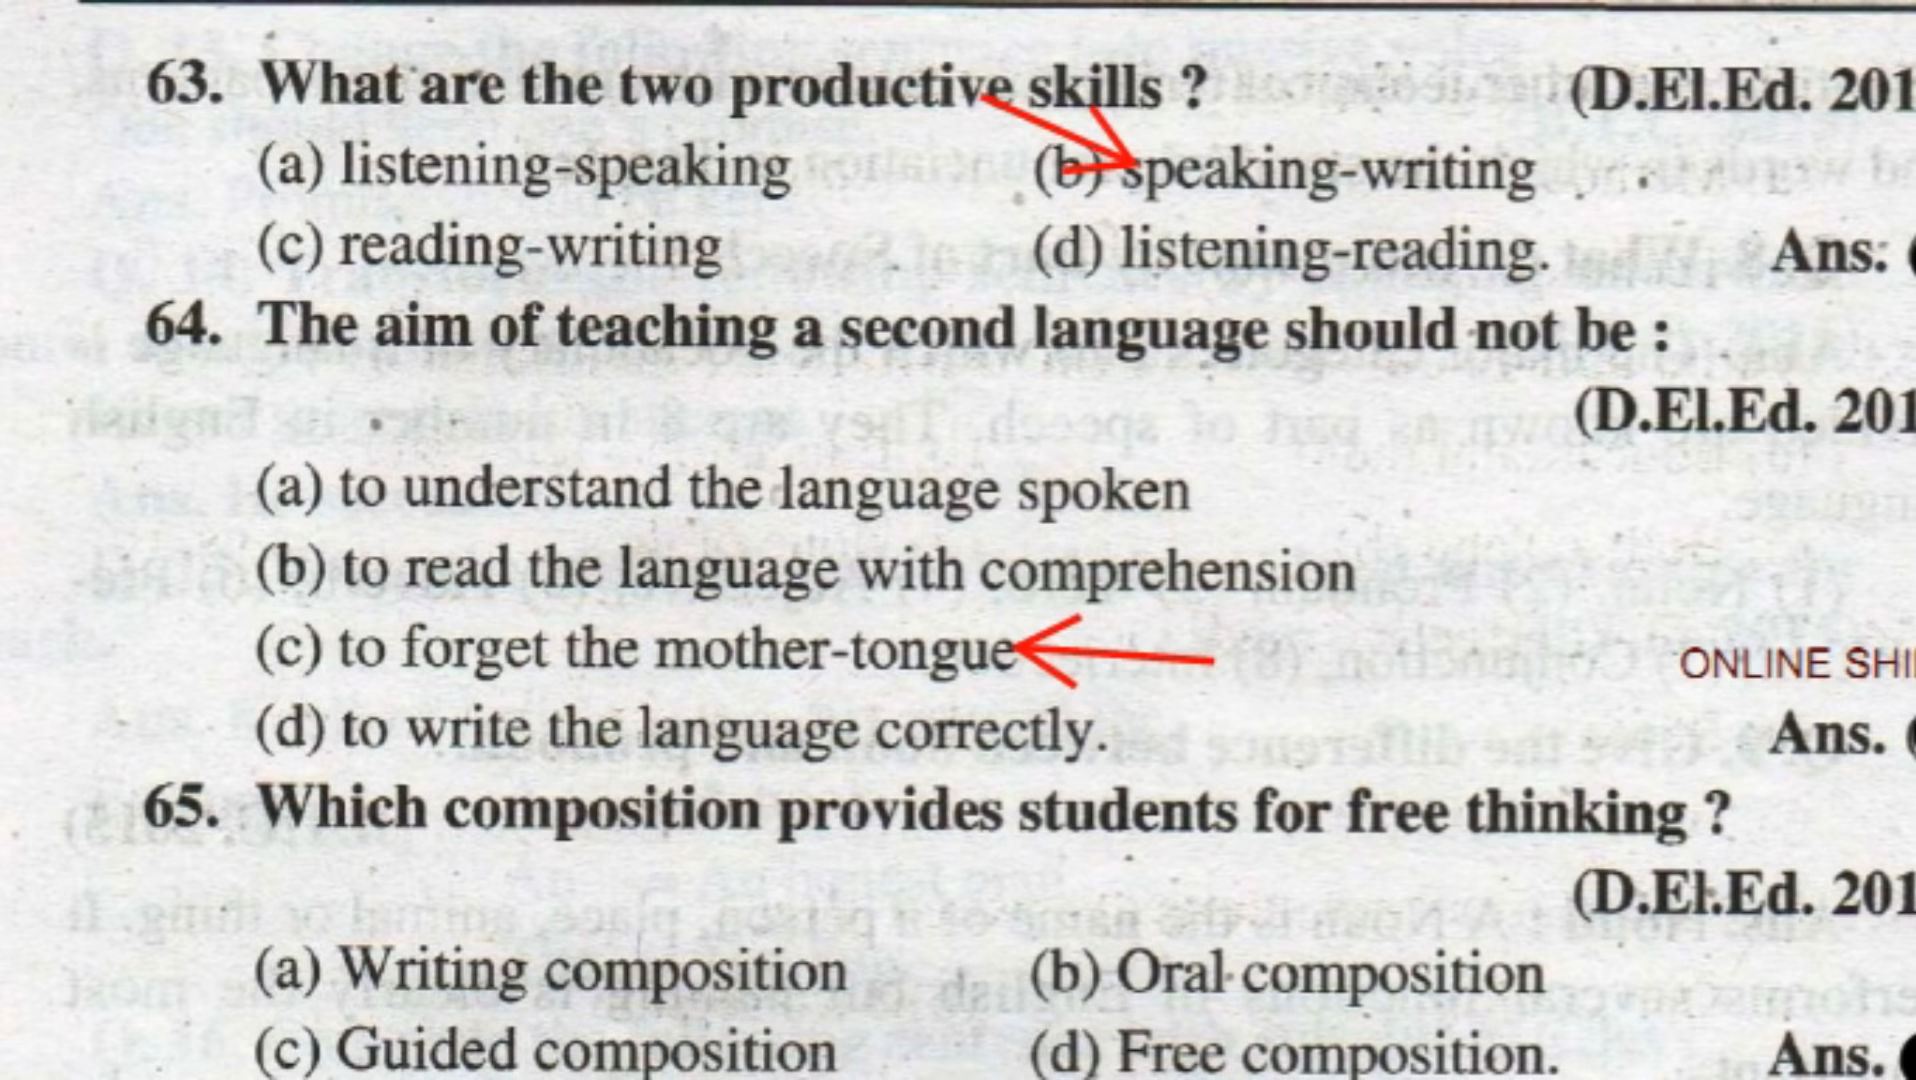 63. What are the two productive skills ? (D.El.Ed. 201
(a) listening-speaking (b) speaking-writing
(c) reading-writing (d) listening-reading. Ans:
64. The aim of teaching a second language should not be :
(D.El.Ed. 201
(a) to understand the language spoken
(b) to read the language with comprehension
(c) to forget the mother-tongue
ONLINE SHI
(d) to write the language correctly. Ans. (
65. Which composition provides students for free thinking ?
(D.El.Ed. 201
(a) Writing composition (b) Oral composition
(c) Guided composition (d) Free composition. Ans.